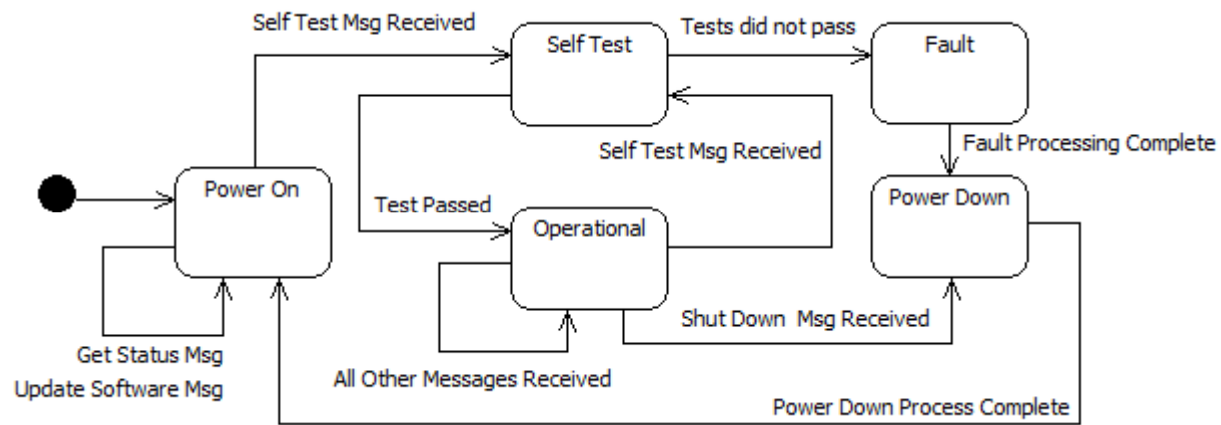 Self Test Msg Received
Self Test
Tests did not pass
Fault
Self Test Msg Received
Fault Processing Complete
Power On
Power Down
Test Passed
Operational
Shut Down  Msg Received
Get Status Msg
Update Software Msg
All Other Messages Received
Power Down Process Complete